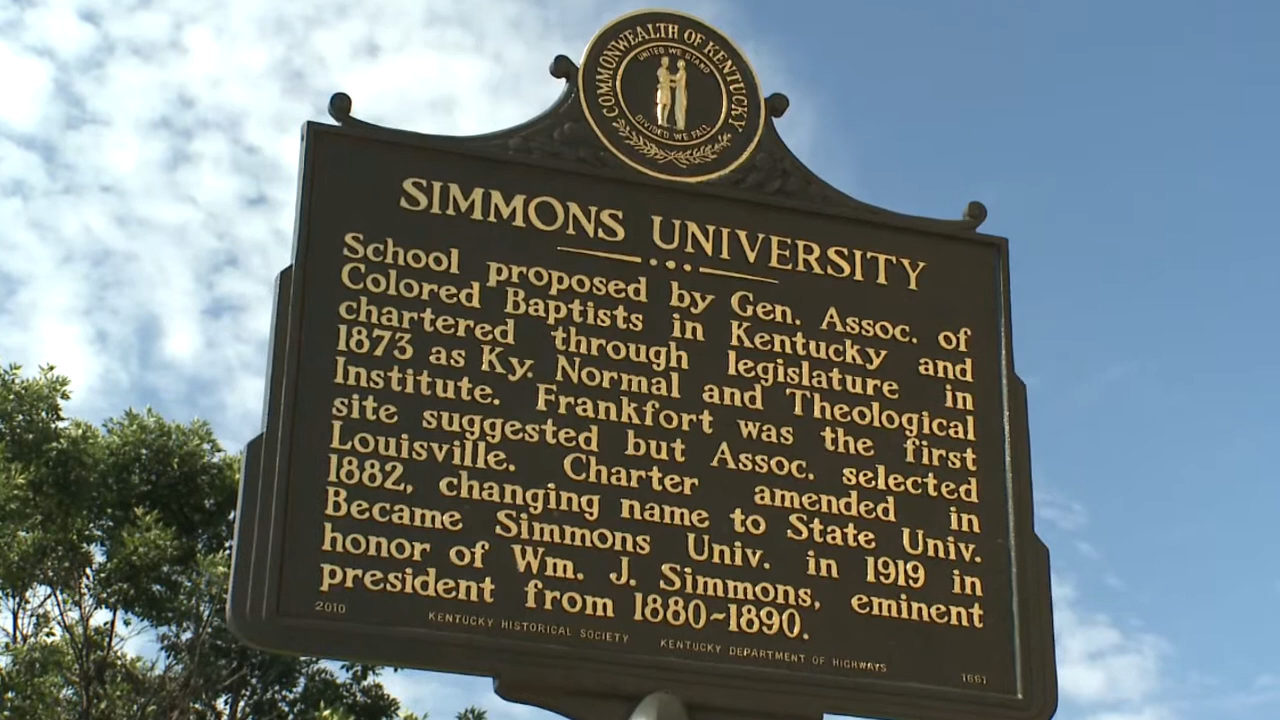 COMMONWEALTH OF KENTUCKY
UNITED WE STAND
DIVIDED WE FALL
SIMMONS UNIVERSITY
School proposed by Gen. Assoc. of
Colored Baptists in Kentucky and
chartered through legislature in
1873 as Ky. Normal and Theological
Institute. Frankfort was the first
site suggested but Assoc. selected
Louisville. Charter amended in
1882, changing name to State Univ.
Became Simmons Univ. in 1919 in
honor of Wm. J. Simmons, eminent
president from 1880~1890.
2010 KENTUCKY HISTORICAL SOCIETY KENTUCKY DEPARTMENT OF HIGHWAYS 1661